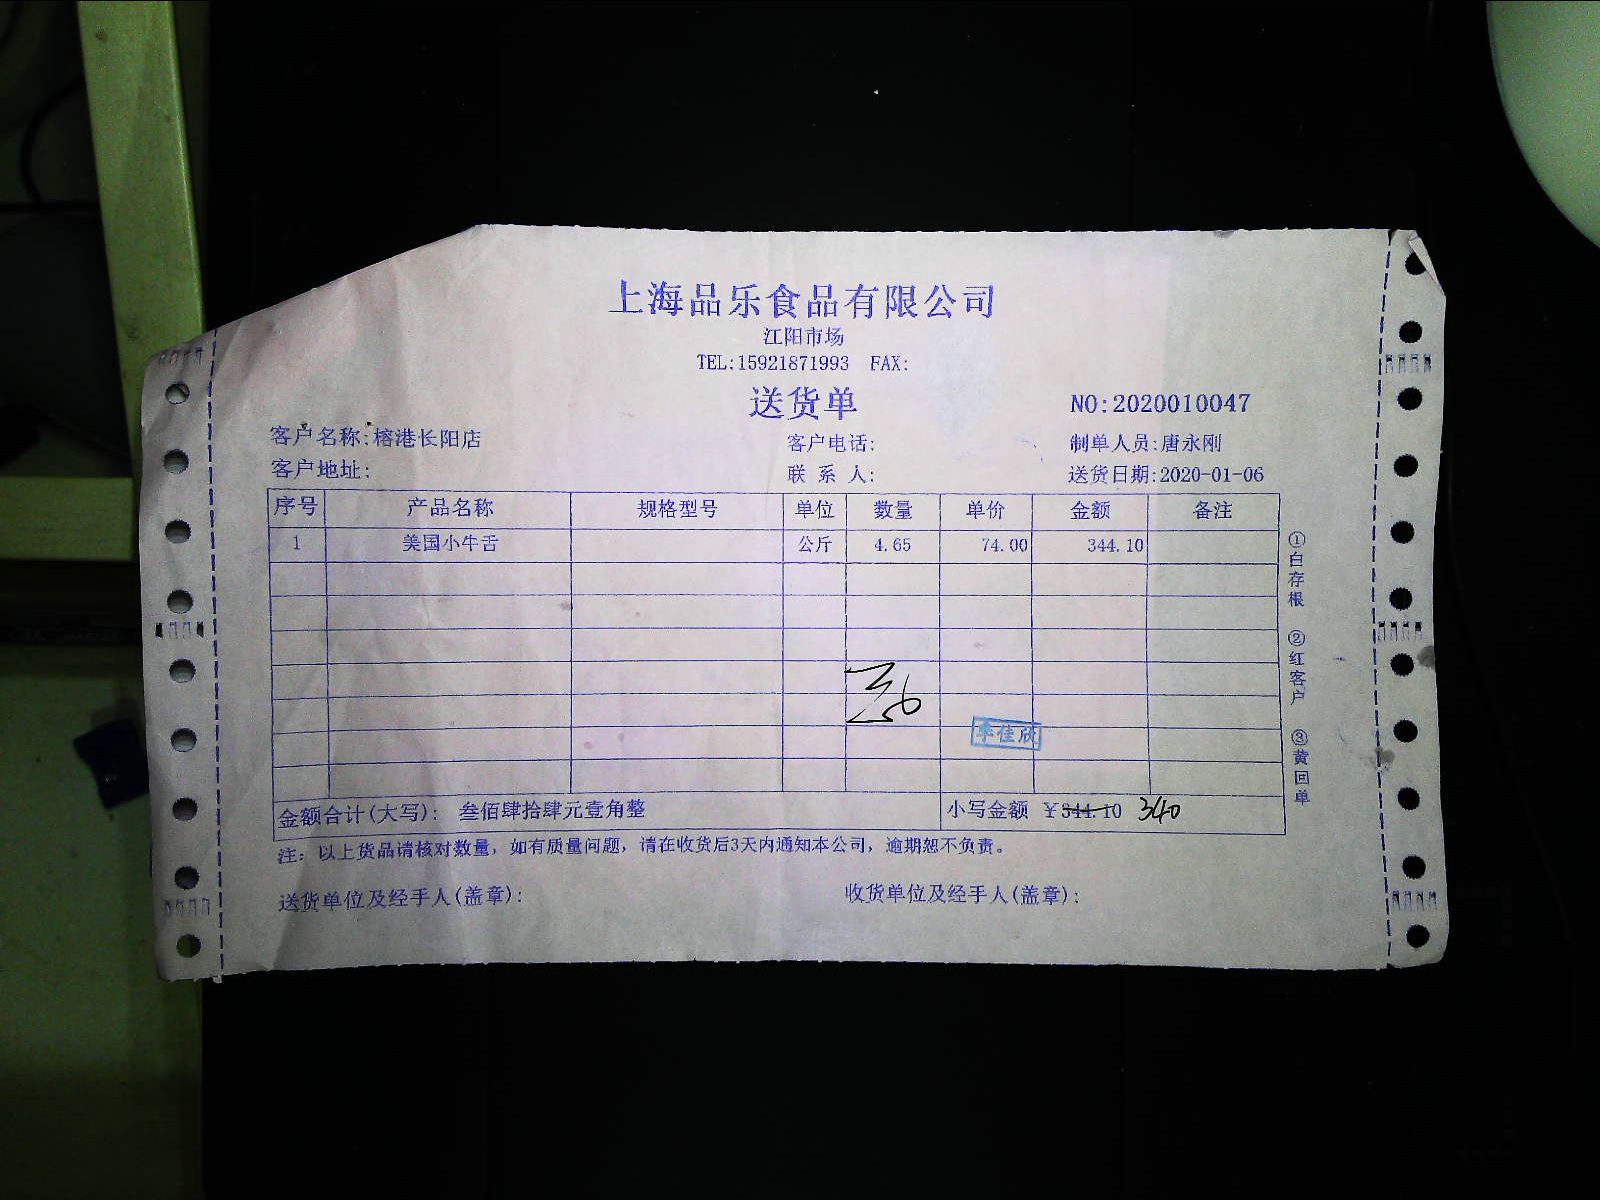 上海品乐食品有限公司
江阳市场
TEL:15921871993 FAX:
送货单
NO:2020010047
客户名称:榕港长阳店 客户电话: 制单人员:唐永刚
客户地址: 联系人: 送货日期:2020-01-06
序号 产品名称 规格型号 单位 数量 单价 金额 备注
1 美国小牛舌 公斤 4.65 74.00 344.10
李佳欣
金额合计(大写): 叁佰肆拾肆元壹角整 小写金额 ¥344.10 340
注: 以上货品请核对数量, 如有质量问题, 请在收货后3天内通知本公司, 逾期恕不负责。
送货单位及经手人(盖章): 收货单位及经手人(盖章):
①白存根 ②红客户 ③黄回单